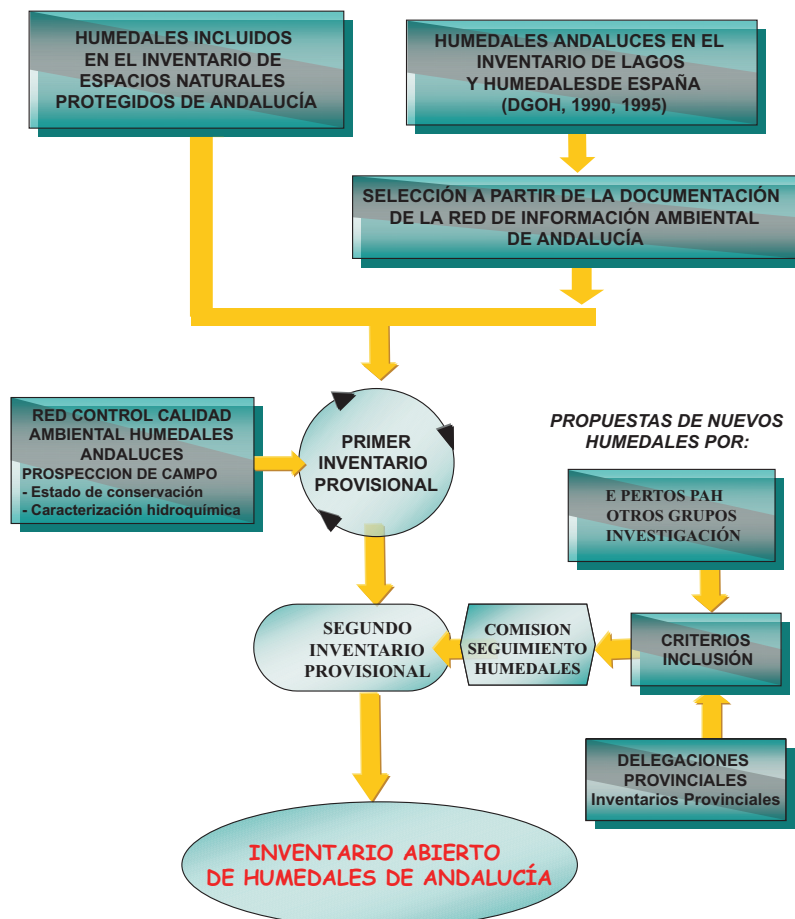 HUMEDALES INCLUIDOS
EN EL INVENTARIO DE
ESPACIOS NATURALES
PROTEGIDOS DE ANDALUCÍA
HUMEDALES ANDALUCES EN EL
INVENTARIO DE LAGOS
Y HUMEDALESDE ESPAÑA
(DGOH, 1990, 1995)
SELECCIÓN A PARTIR DE LA DOCUMENTACIÓN
DE LA RED DE INFORMACIÓN AMBIENTAL
DE ANDALUCÍA
RED CONTROL CALIDAD
AMBIENTAL HUMEDALES
ANDALUCES
PROSPECCION DE CAMPO
- Estado de conservación
- Caracterización hidroquímica
PRIMER
INVENTARIO
PROVISIONAL
PROPUESTAS DE NUEVOS
HUMEDALES POR:
E PERTOS PAH
OTROS GRUPOS
INVESTIGACIÓN
SEGUNDO
INVENTARIO
PROVISIONAL
COMISION
SEGUIMIENTO
HUMEDALES
CRITERIOS
INCLUSIÓN
DELEGACIONES
PROVINCIALES
Inventarios Provinciales
INVENTARIO ABIERTO
DE HUMEDALES DE ANDALUCÍA